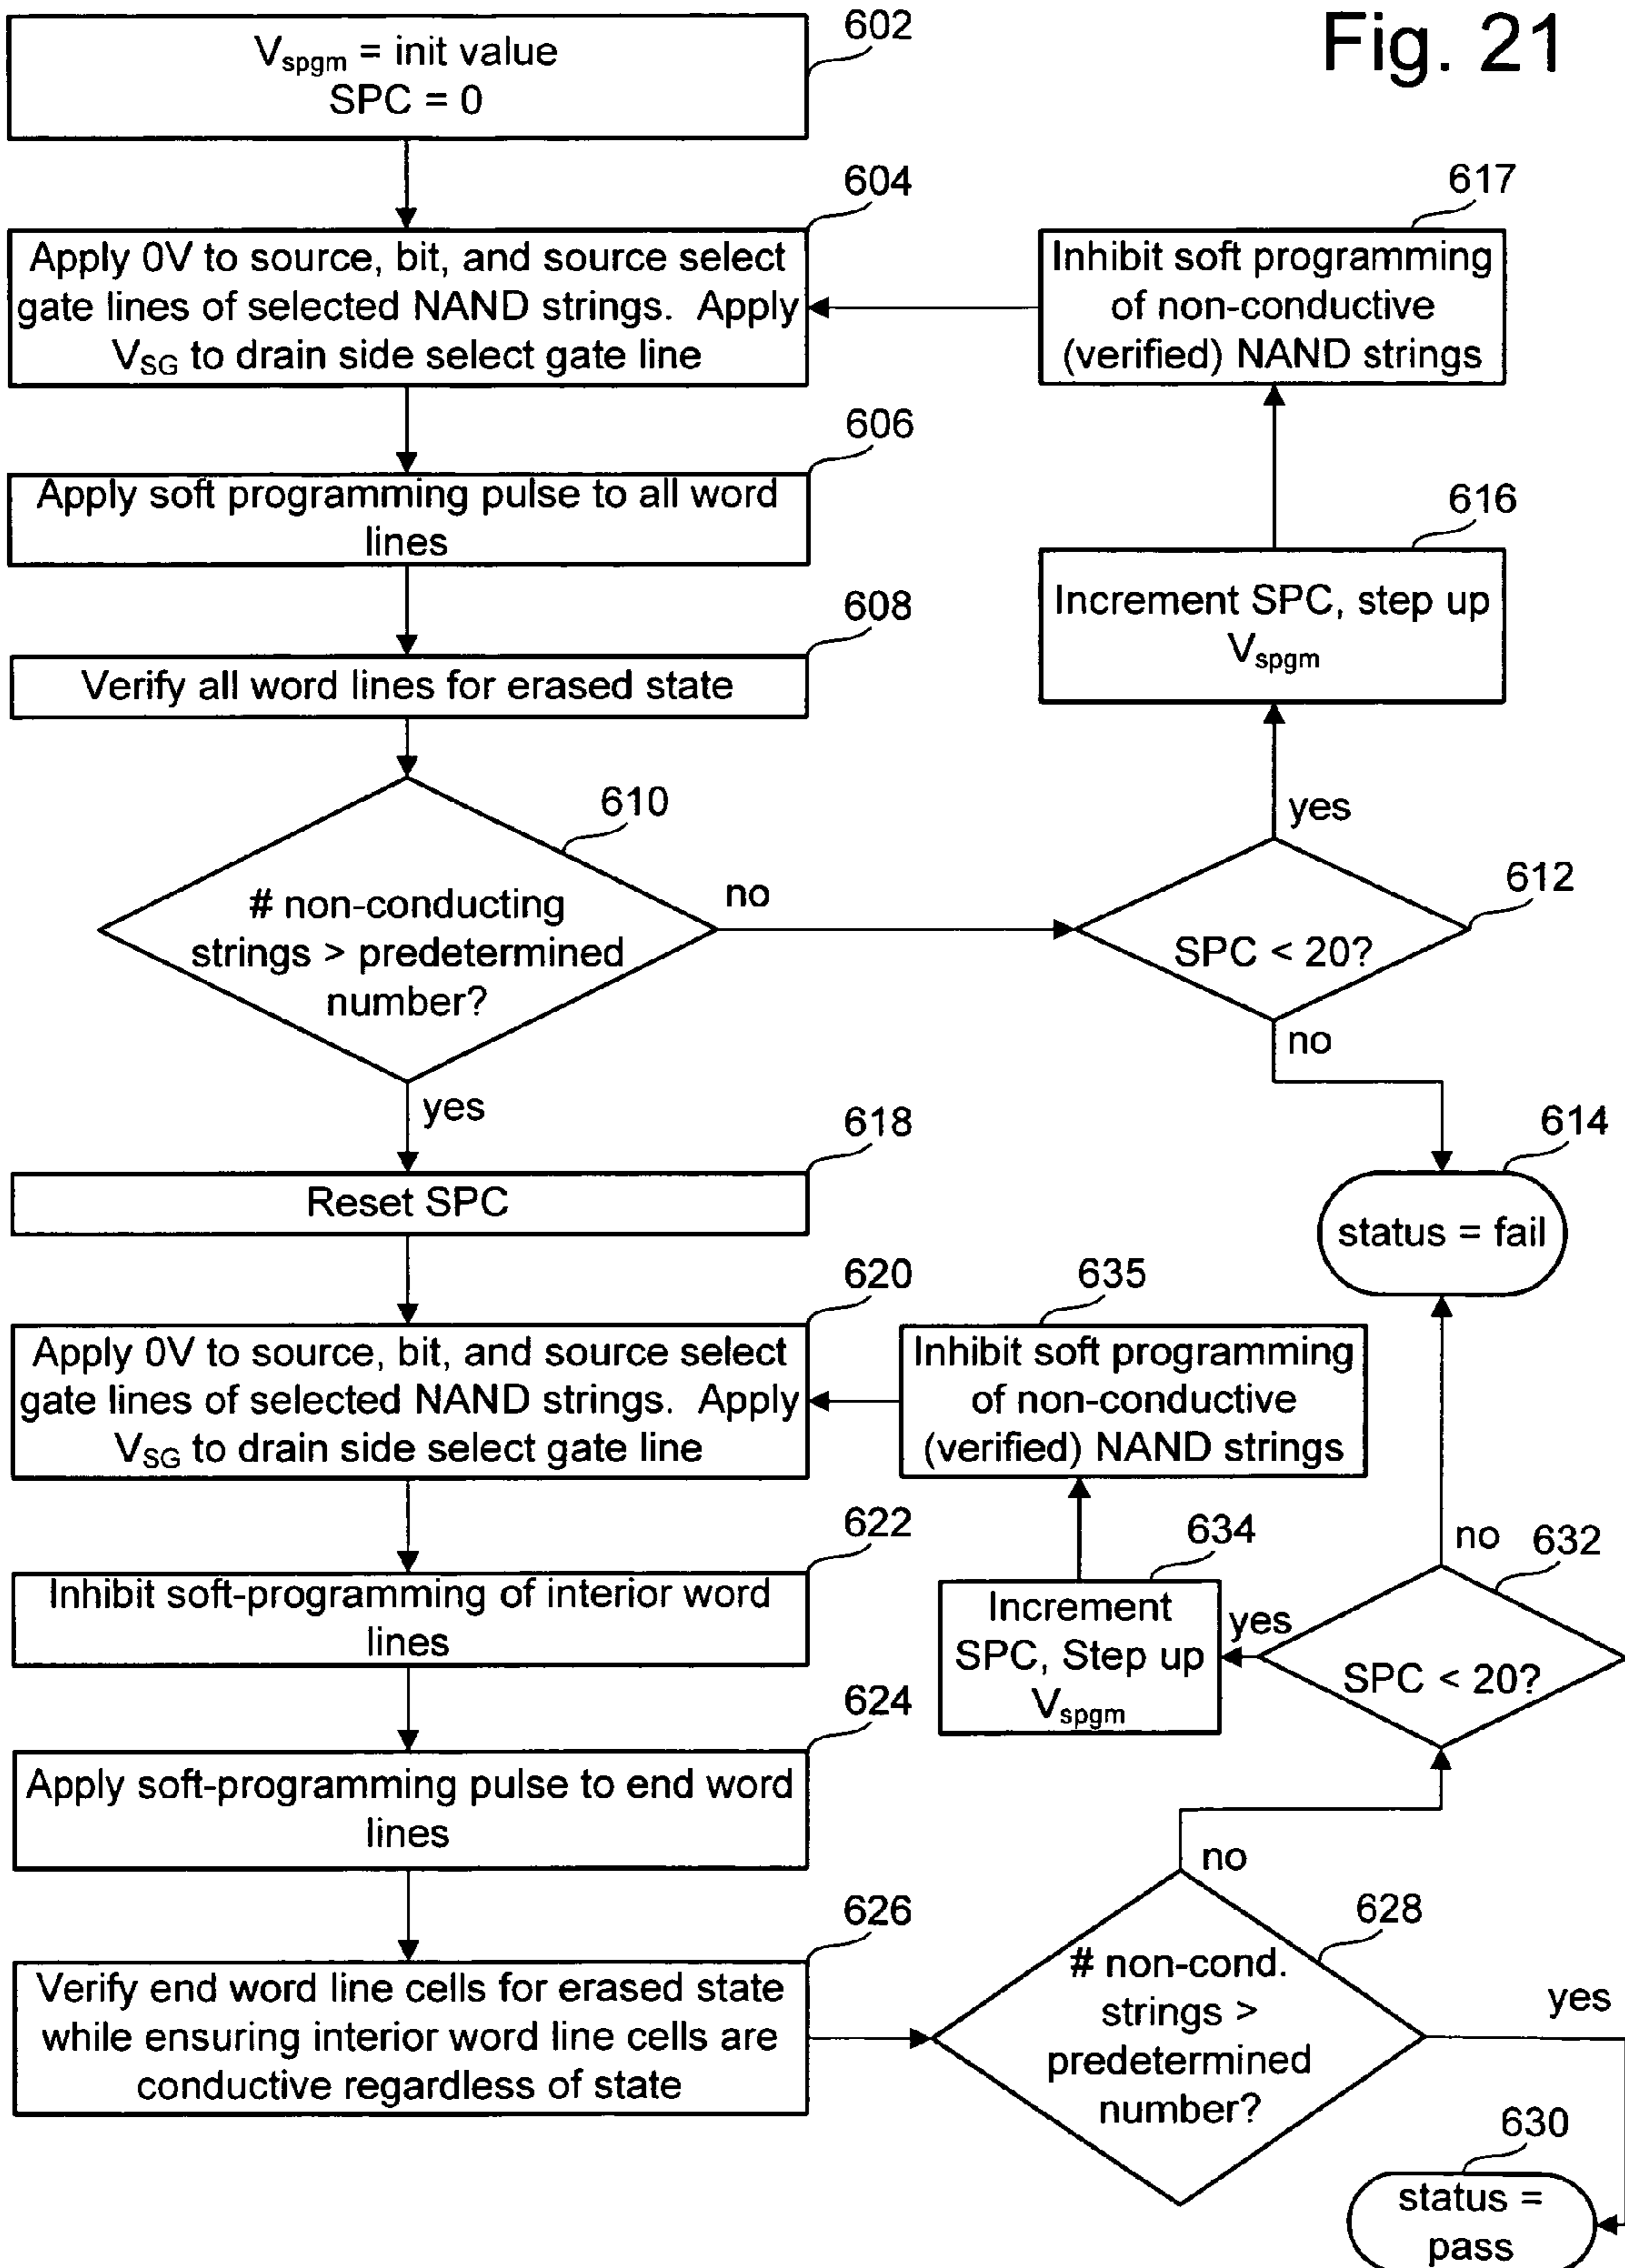 Fig. 21
602
V_spgm = init value
SPC = 0
604
Apply 0V to source, bit, and source select
gate lines of selected NAND strings. Apply
V_SG to drain side select gate line
617
Inhibit soft programming
of non-conductive
(verified) NAND strings
606
Apply soft programming pulse to all word
lines
616
Increment SPC, step up
V_spgm
608
Verify all word lines for erased state
610
# non-conducting
strings > predetermined
number?
no
yes
yes
612
SPC < 20?
no
614
status = fail
618
Reset SPC
620
Apply 0V to source, bit, and source select
gate lines of selected NAND strings. Apply
V_SG to drain side select gate line
635
Inhibit soft programming
of non-conductive
(verified) NAND strings
622
Inhibit soft-programming of interior word
lines
634
Increment
SPC, Step up
V_spgm
yes
no
632
SPC < 20?
624
Apply soft-programming pulse to end word
lines
626
Verify end word line cells for erased state
while ensuring interior word line cells are
conductive regardless of state
no
628
# non-cond.
strings >
predetermined
number?
yes
630
status =
pass